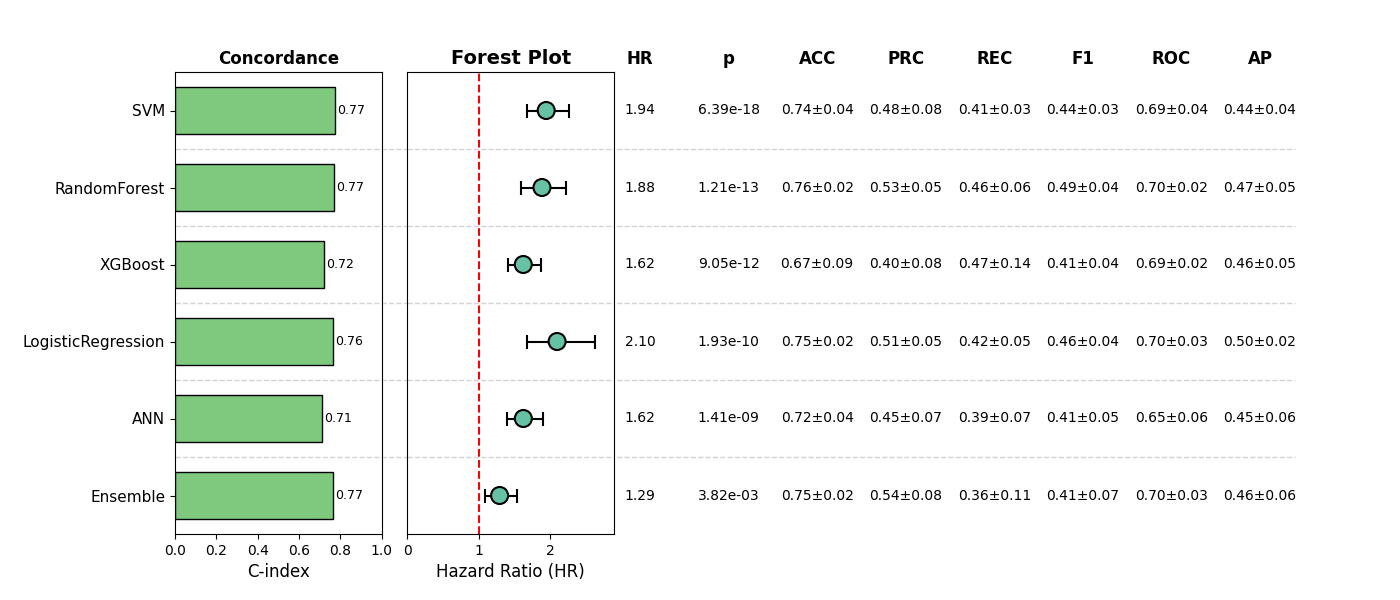 Concordance Forest Plot HR p ACC PRC REC F1 ROC AP
SVM 0.77 1.94 6.39e-18 0.74±0.04 0.48±0.08 0.41±0.03 0.44±0.03 0.69±0.04 0.44±0.04
RandomForest 0.77 1.88 1.21e-13 0.76±0.02 0.53±0.05 0.46±0.06 0.49±0.04 0.70±0.02 0.47±0.05
XGBoost 0.72 1.62 9.05e-12 0.67±0.09 0.40±0.08 0.47±0.14 0.41±0.04 0.69±0.02 0.46±0.05
LogisticRegression 0.76 2.10 1.93e-10 0.75±0.02 0.51±0.05 0.42±0.05 0.46±0.04 0.70±0.03 0.50±0.02
ANN 0.71 1.62 1.41e-09 0.72±0.04 0.45±0.07 0.39±0.07 0.41±0.05 0.65±0.06 0.45±0.06
Ensemble 0.77 1.29 3.82e-03 0.75±0.02 0.54±0.08 0.36±0.11 0.41±0.07 0.70±0.03 0.46±0.06
0.0 0.2 0.4 0.6 0.8 1.0 0 1 2
C-index Hazard Ratio (HR)